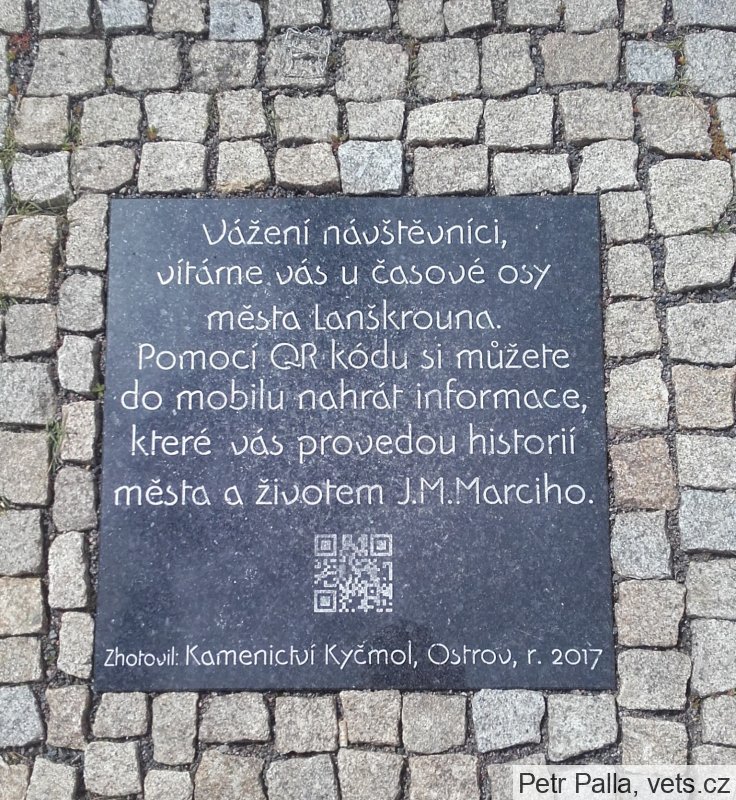 Vážení návštěvníci,
vítáme vás u časové osy
města Lanškrouna.
Pomocí QR kódu si můžete
do mobilu nahrát informace,
které vás provedou historií
města a životem J.M.Marciho.
Zhotovil: Kamenictví Kyčmol, Ostrov, r. 2017
Petr Palla, vets.cz